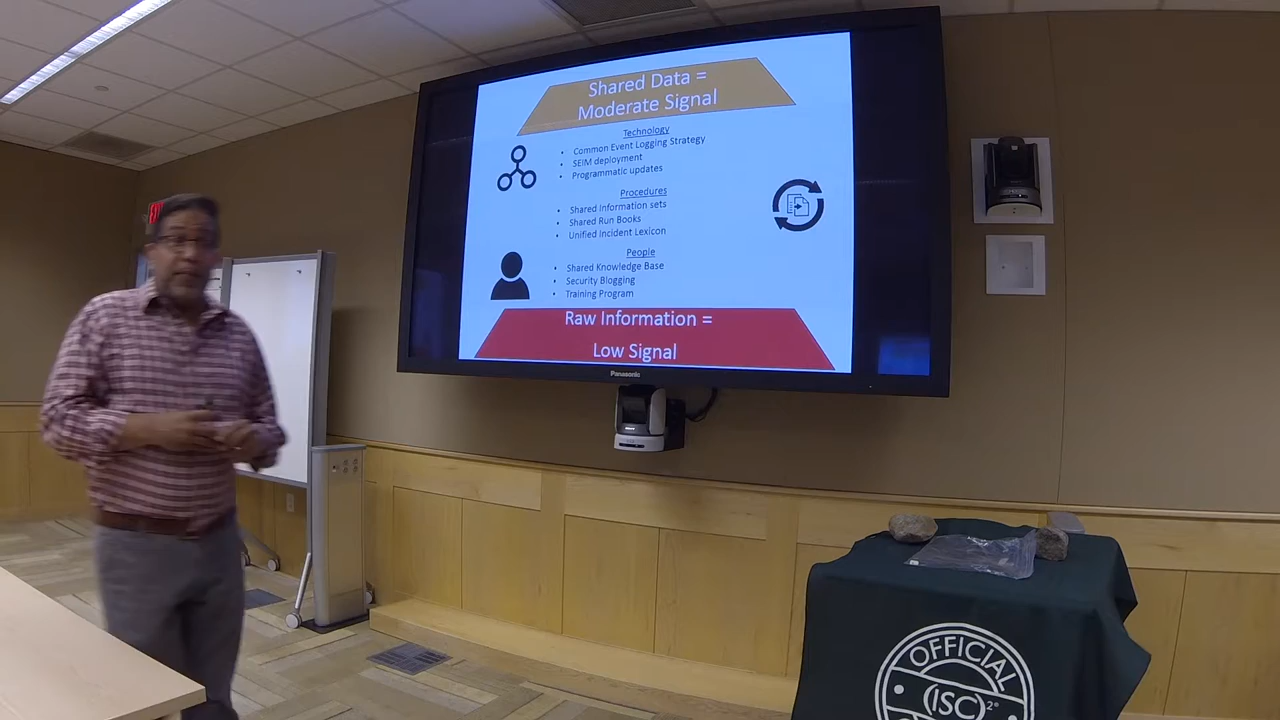 Shared Data =
Moderate Signal
Technology
• Common Event Logging Strategy
• SEIM deployment
• Programmatic updates
Procedures
• Shared Information sets
• Shared Run Books
• Unified Incident Lexicon
People
• Shared Knowledge Base
• Security Blogging
• Training Program
Raw Information =
Low Signal
Panasonic
OFFICIAL
(ISC)²®